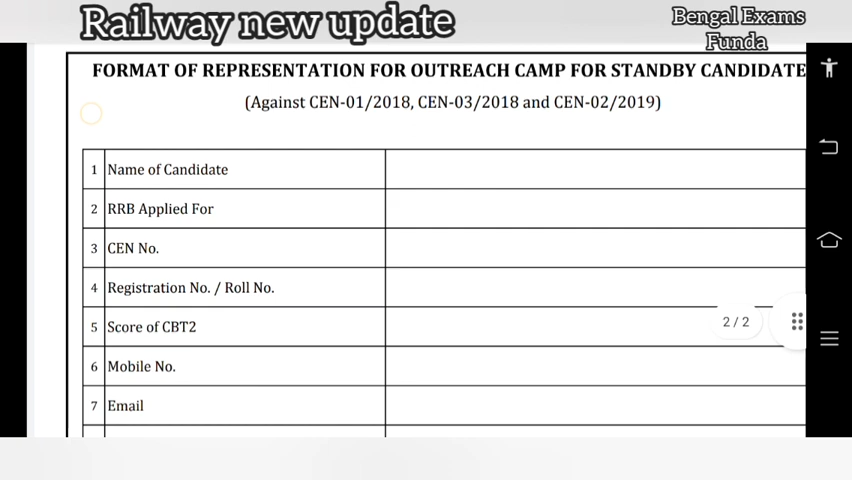 Railway new update
Bengal Exams
Funda
FORMAT OF REPRESENTATION FOR OUTREACH CAMP FOR STANDBY CANDIDATE
(Against CEN-01/2018, CEN-03/2018 and CEN-02/2019)
1 Name of Candidate
2 RRB Applied For
3 CEN No.
4 Registration No. / Roll No.
5 Score of CBT2
2 / 2
6 Mobile No.
7 Email